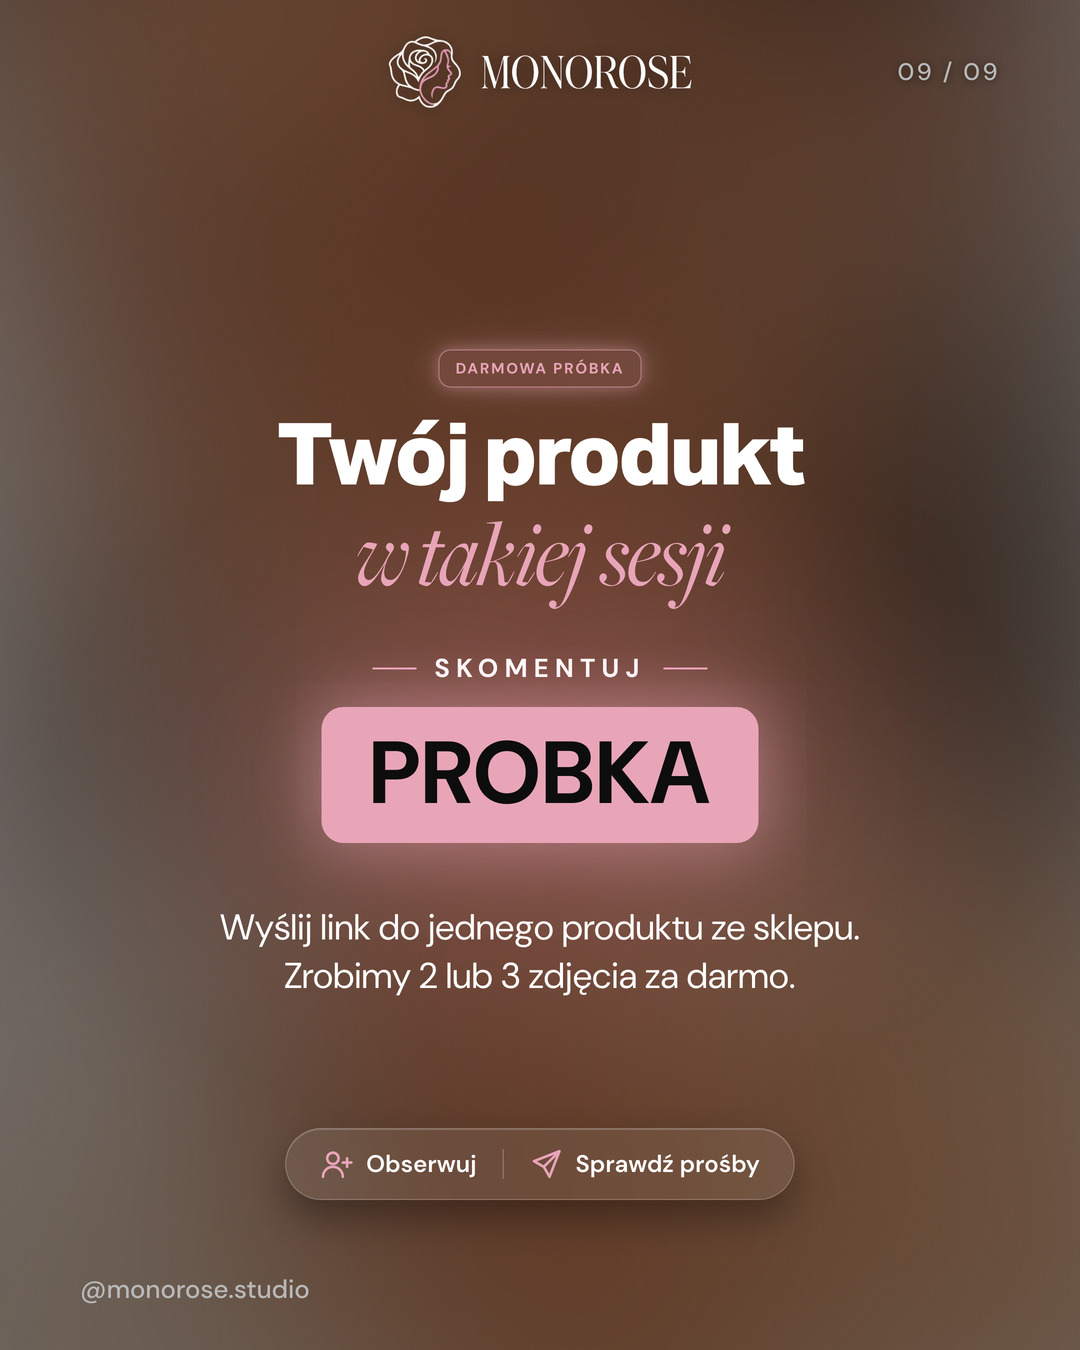 MONOROSE
09 / 09
DARMOWA PRÓBKA
Twój produkt
w takiej sesji
SKOMENTUJ
PROBKA
Wyślij link do jednego produktu ze sklepu.
Zrobimy 2 lub 3 zdjęcia za darmo.
Obserwuj
Sprawdź prośby
@monorose.studio